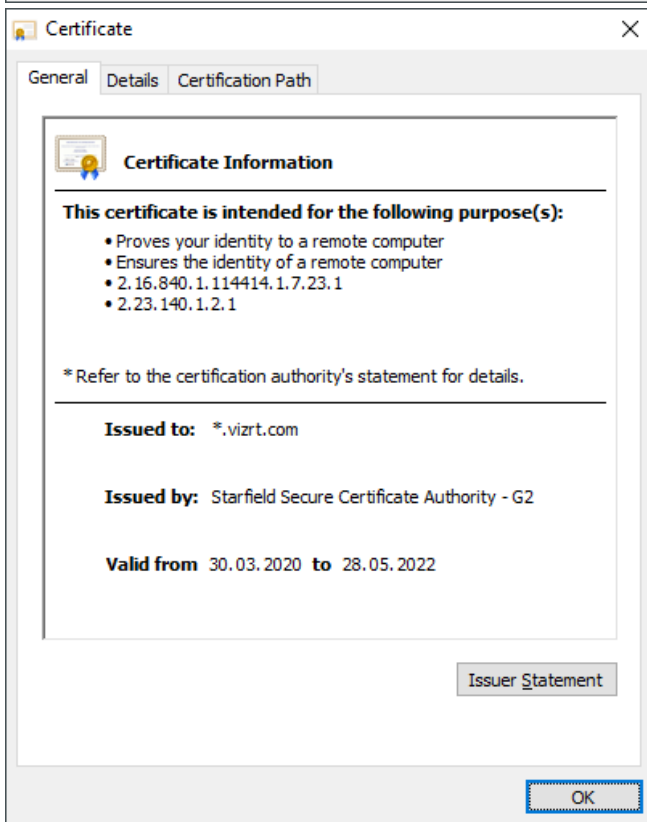 Certificate
General Details Certification Path
Certificate Information
This certificate is intended for the following purpose(s):
• Proves your identity to a remote computer
• Ensures the identity of a remote computer
• 2.16.840.1.114414.1.7.23.1
• 2.23.140.1.2.1
* Refer to the certification authority's statement for details.
Issued to: *.vizrt.com
Issued by: Starfield Secure Certificate Authority - G2
Valid from 30.03.2020 to 28.05.2022
Issuer Statement
OK